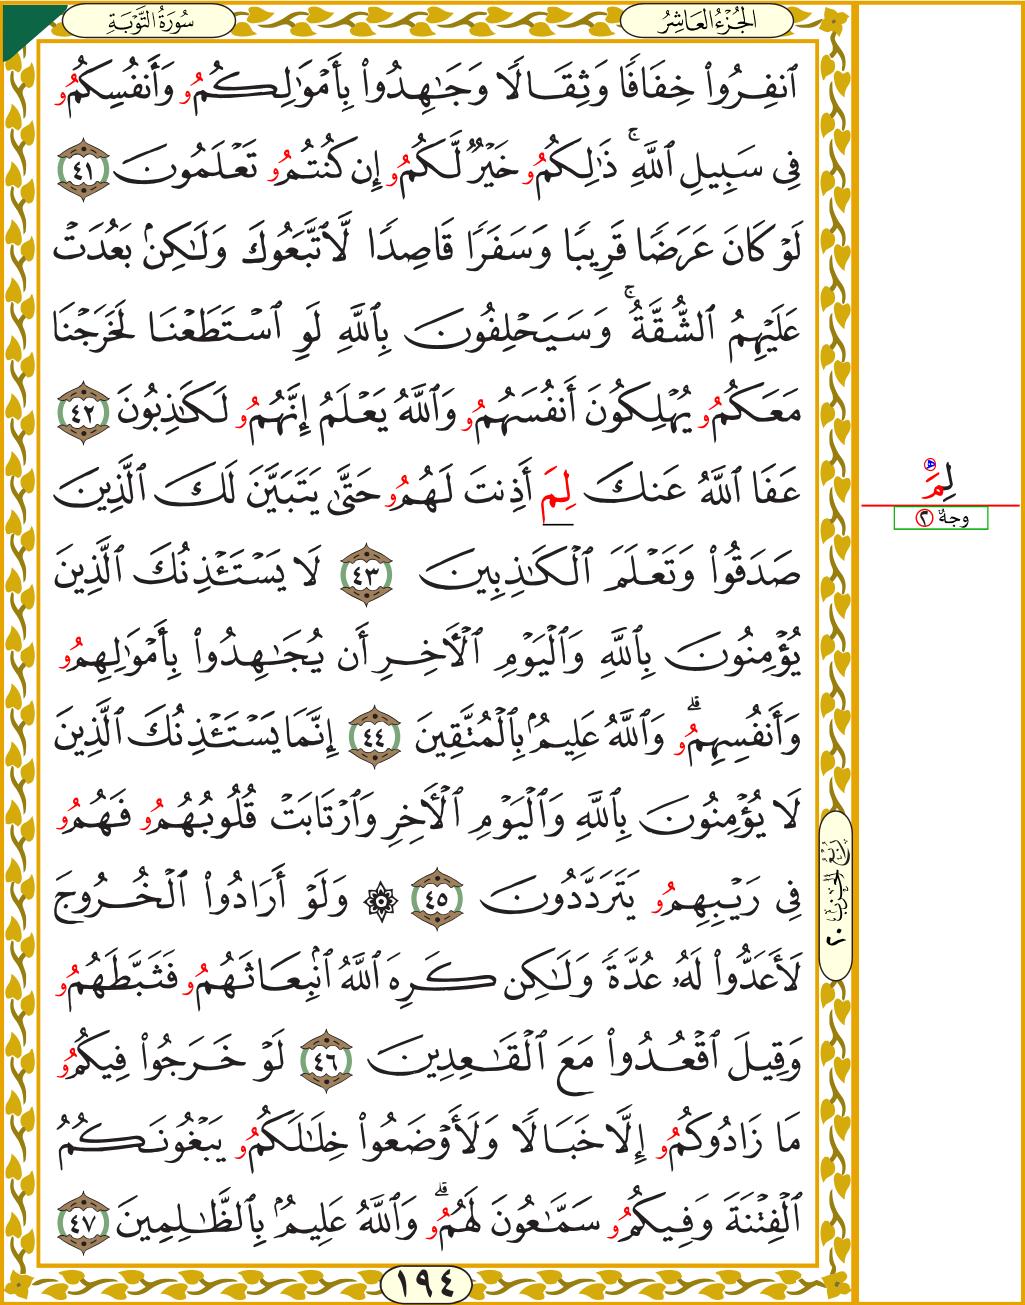 سُورَةُ التَّوْبَةِ
الجُزْءُ العَاشِرُ
ٱنفِرُوا۟ خِفَافًا وَثِقَالًا وَجَـٰهِدُوا۟ بِأَمْوَٰلِكُمُۥ وَأَنفُسِكُمُۥ
فِى سَبِيلِ ٱللَّهِ ۚ ذَٰلِكُمُۥ خَيْرٌ لَّكُمُۥ إِن كُنتُمُۥ تَعْلَمُونَ ٤١
لَوْ كَانَ عَرَضًا قَرِيبًا وَسَفَرًا قَاصِدًا لَّٱتَّبَعُوكَ وَلَـٰكِنۢ بَعُدَتْ
عَلَيْهِمُ ٱلشُّقَّةُ ۚ وَسَيَحْلِفُونَ بِٱللَّهِ لَوِ ٱسْتَطَعْنَا لَخَرَجْنَا
مَعَكُمُۥ يُهْلِكُونَ أَنفُسَهُمُۥ وَٱللَّهُ يَعْلَمُ إِنَّهُمُۥ لَكَـٰذِبُونَ ٤٢
عَفَا ٱللَّهُ عَنكَ لِمَ أَذِنتَ لَهُمُۥ حَتَّىٰ يَتَبَيَّنَ لَكَ ٱلَّذِينَ
صَدَقُوا۟ وَتَعْلَمَ ٱلْكَـٰذِبِينَ ٤٣ لَا يَسْتَـْٔذِنُكَ ٱلَّذِينَ
يُؤْمِنُونَ بِٱللَّهِ وَٱلْيَوْمِ ٱلْـَٔاخِرِ أَن يُجَـٰهِدُوا۟ بِأَمْوَٰلِهِمُۥ
وَأَنفُسِهِمُۥ ۗ وَٱللَّهُ عَلِيمٌۢ بِٱلْمُتَّقِينَ ٤٤ إِنَّمَا يَسْتَـْٔذِنُكَ ٱلَّذِينَ
لَا يُؤْمِنُونَ بِٱللَّهِ وَٱلْيَوْمِ ٱلْـَٔاخِرِ وَٱرْتَابَتْ قُلُوبُهُمُۥ فَهُمُۥ
فِى رَيْبِهِمُۥ يَتَرَدَّدُونَ ٤٥ ۞ وَلَوْ أَرَادُوا۟ ٱلْخُرُوجَ
لَأَعَدُّوا۟ لَهُۥ عُدَّةً وَلَـٰكِن كَرِهَ ٱللَّهُ ٱنۢبِعَاثَهُمُۥ فَثَبَّطَهُمُۥ
وَقِيلَ ٱقْعُدُوا۟ مَعَ ٱلْقَـٰعِدِينَ ٤٦ لَوْ خَرَجُوا۟ فِيكُمُۥ
مَا زَادُوكُمُۥ إِلَّا خَبَالًا وَلَأَوْضَعُوا۟ خِلَـٰلَكُمُۥ يَبْغُونَكُمُ
ٱلْفِتْنَةَ وَفِيكُمُۥ سَمَّـٰعُونَ لَهُمُۥ ۗ وَٱللَّهُ عَلِيمٌۢ بِٱلظَّـٰلِمِينَ ٤٧
١٩٤
رُبْعُ الحِزْبِ ٢٠
لِمَهْ
وجهٌ ٢